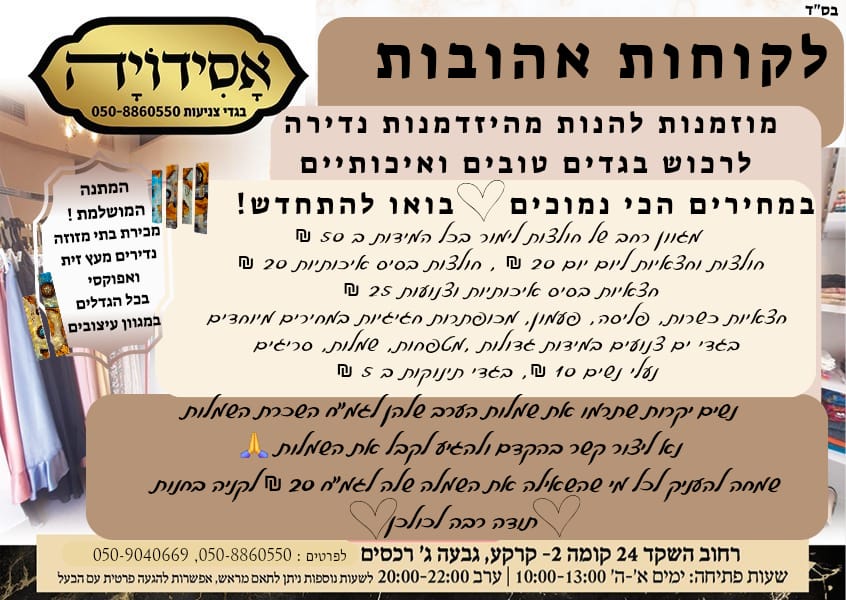 בס"ד
לקוחות אהובות
אָסִידוֹיָה
בגדי צניעות 050-8860550
מוזמנות להנות מהיזדמנות נדירה
לרכוש בגדים טובים ואיכותיים
במחירים הכי נמוכים ♡ בואו להתחדש!
מגוון רחב של חולצות לימור בכל המידות ב 50 ₪
חולצות וחצאיות ליום יום 20 ₪ , חולצות בסיס איכותיות 20 ₪
חצאיות בסיס איכותיות וצנועות 25 ₪
חצאיות כשרות, פליסה, פעמון, מכופתרות חגיגיות במחירים מיוחדים
בגדי ים צנועים במידות גדולות ,מטפחות, שמלות, סריגים
נעלי נשים 10 ₪, בגדי תינוקות ב 5 ₪
המתנה
המושלמת !
מכירת בתי מזוזה
נדירים מעץ זית
ואפוקסי
בכל הגדלים
במגוון עיצובים
נשים יקרות שתרמו את שמלות הערב שלהן לגמ"ח השכרת השמלות
נא ליצור קשר בהקדם ולהגיע לקבל את השמלות 🙏
שמחה להעניק לכל מי שהשאילה את השמלה שלה לגמ"ח 20 ₪ לקניה בחנות
♡תודה רבה לכולכן♡
רחוב השקד 24 קומה 2- קרקע, גבעה ג' רכסים לפרטים : 050-8860550, 050-9040669
שעות פתיחה: ימים א'-ה' 10:00-13:00 | ערב 20:00-22:00 לשעות נוספות ניתן לתאם מראש, אפשרות להגעה פרטית עם הבעל